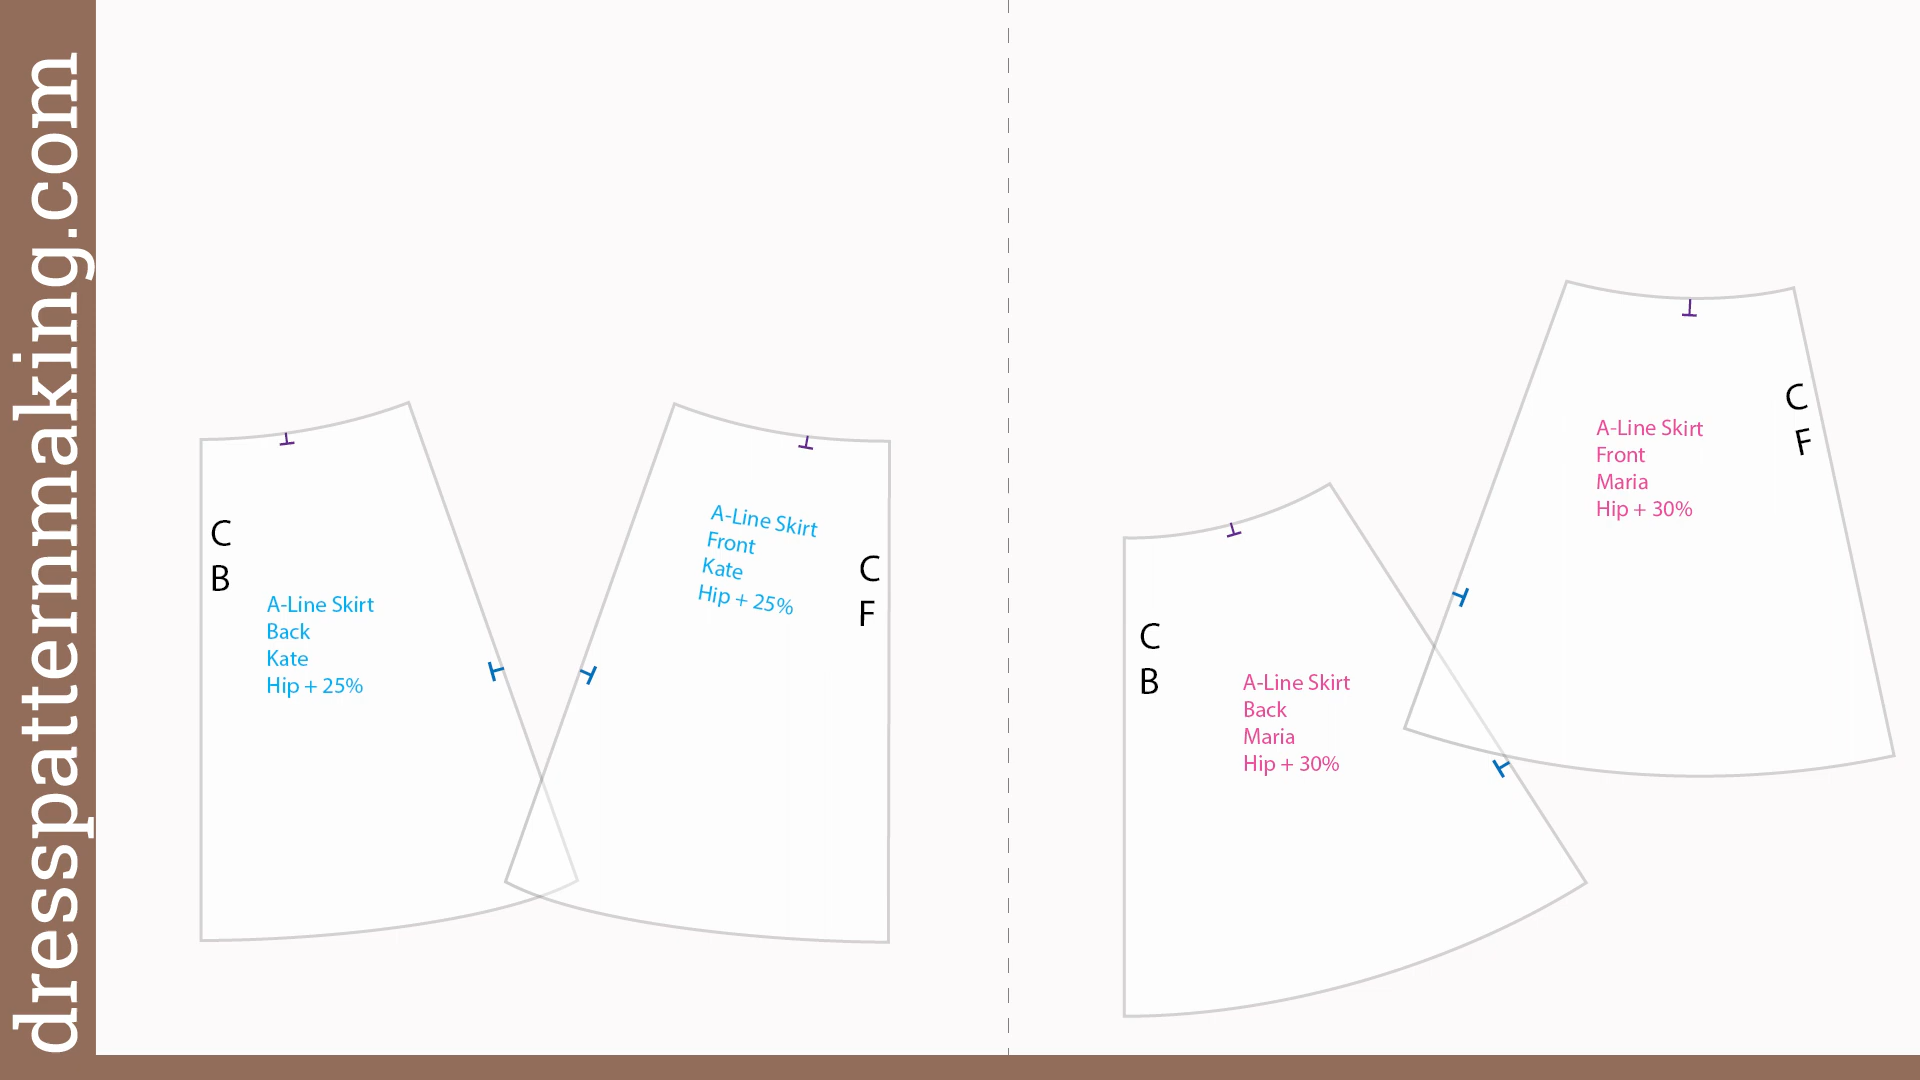 dresspatternmaking.com
C
B
A-Line Skirt
Back
Kate
Hip + 25%
A-Line Skirt
Front
Kate
Hip + 25%
C
F
C
B
A-Line Skirt
Back
Maria
Hip + 30%
A-Line Skirt
Front
Maria
Hip + 30%
C
F